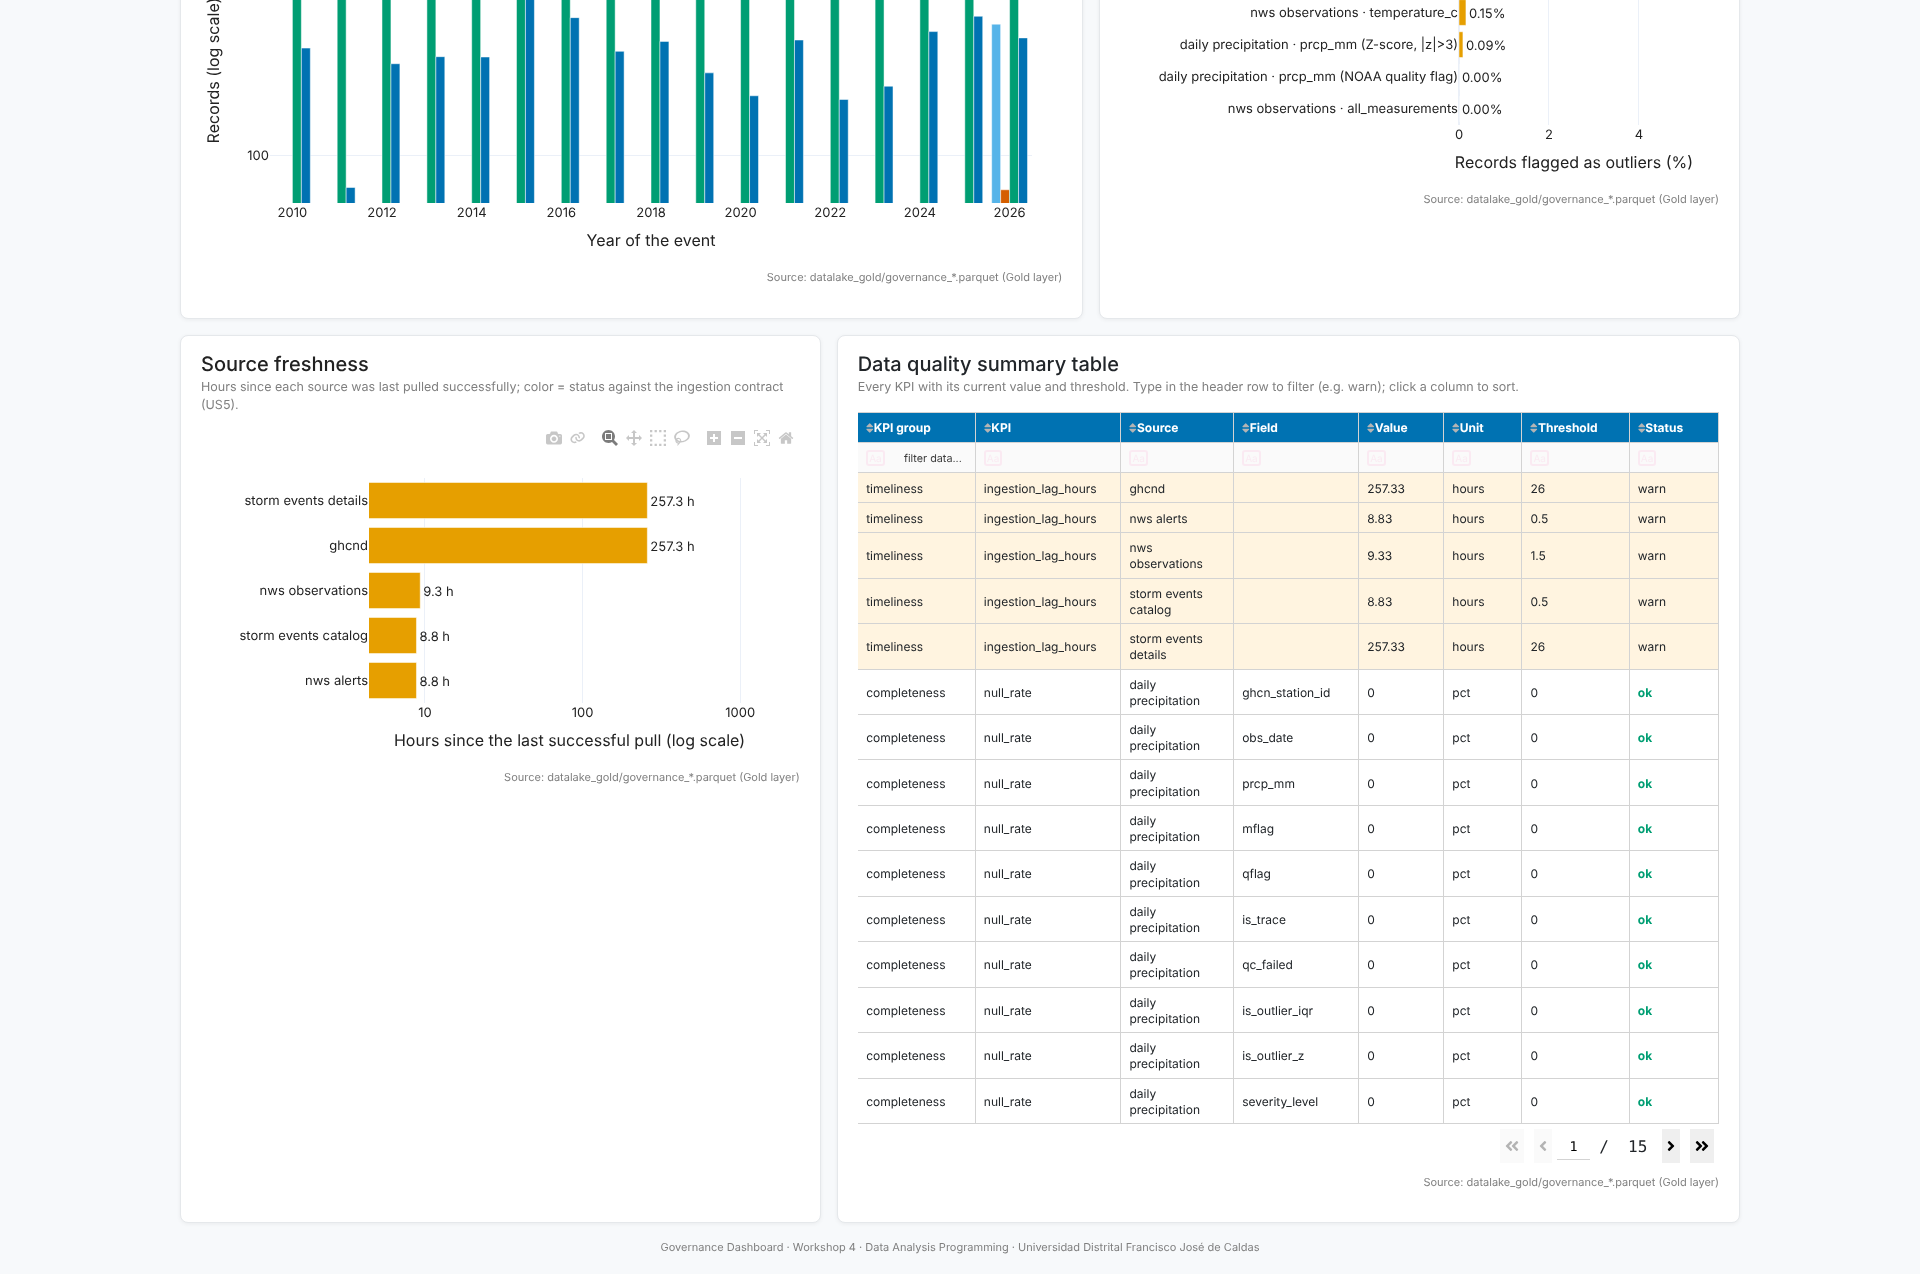 Records (log scale)
100
2010
2012
2014
2016
2018
2020
2022
2024
2026
Year of the event
Source: datalake_gold/governance_*.parquet (Gold layer)
nws observations · temperature_c
0.15%
daily precipitation · prcp_mm (Z-score, |z|>3)
0.09%
daily precipitation · prcp_mm (NOAA quality flag)
0.00%
nws observations · all_measurements
0.00%
0
2
4
Records flagged as outliers (%)
Source: datalake_gold/governance_*.parquet (Gold layer)
Source freshness
Hours since each source was last pulled successfully; color = status against the ingestion contract
(US5).
storm events details
257.3 h
ghcnd
257.3 h
nws observations
9.3 h
storm events catalog
8.8 h
nws alerts
8.8 h
10
100
1000
Hours since the last successful pull (log scale)
Source: datalake_gold/governance_*.parquet (Gold layer)
Data quality summary table
Every KPI with its current value and threshold. Type in the header row to filter (e.g. warn); click a column to sort.
KPI group KPI Source Field Value Unit Threshold Status
Aa filter data... Aa Aa Aa Aa Aa Aa Aa
timeliness ingestion_lag_hours ghcnd 257.33 hours 26 warn
timeliness ingestion_lag_hours nws alerts 8.83 hours 0.5 warn
timeliness ingestion_lag_hours nws observations 9.33 hours 1.5 warn
timeliness ingestion_lag_hours storm events catalog 8.83 hours 0.5 warn
timeliness ingestion_lag_hours storm events details 257.33 hours 26 warn
completeness null_rate daily precipitation ghcn_station_id 0 pct 0 ok
completeness null_rate daily precipitation obs_date 0 pct 0 ok
completeness null_rate daily precipitation prcp_mm 0 pct 0 ok
completeness null_rate daily precipitation mflag 0 pct 0 ok
completeness null_rate daily precipitation qflag 0 pct 0 ok
completeness null_rate daily precipitation is_trace 0 pct 0 ok
completeness null_rate daily precipitation qc_failed 0 pct 0 ok
completeness null_rate daily precipitation is_outlier_iqr 0 pct 0 ok
completeness null_rate daily precipitation is_outlier_z 0 pct 0 ok
completeness null_rate daily precipitation severity_level 0 pct 0 ok
1 / 15
Source: datalake_gold/governance_*.parquet (Gold layer)
Governance Dashboard · Workshop 4 · Data Analysis Programming · Universidad Distrital Francisco José de Caldas